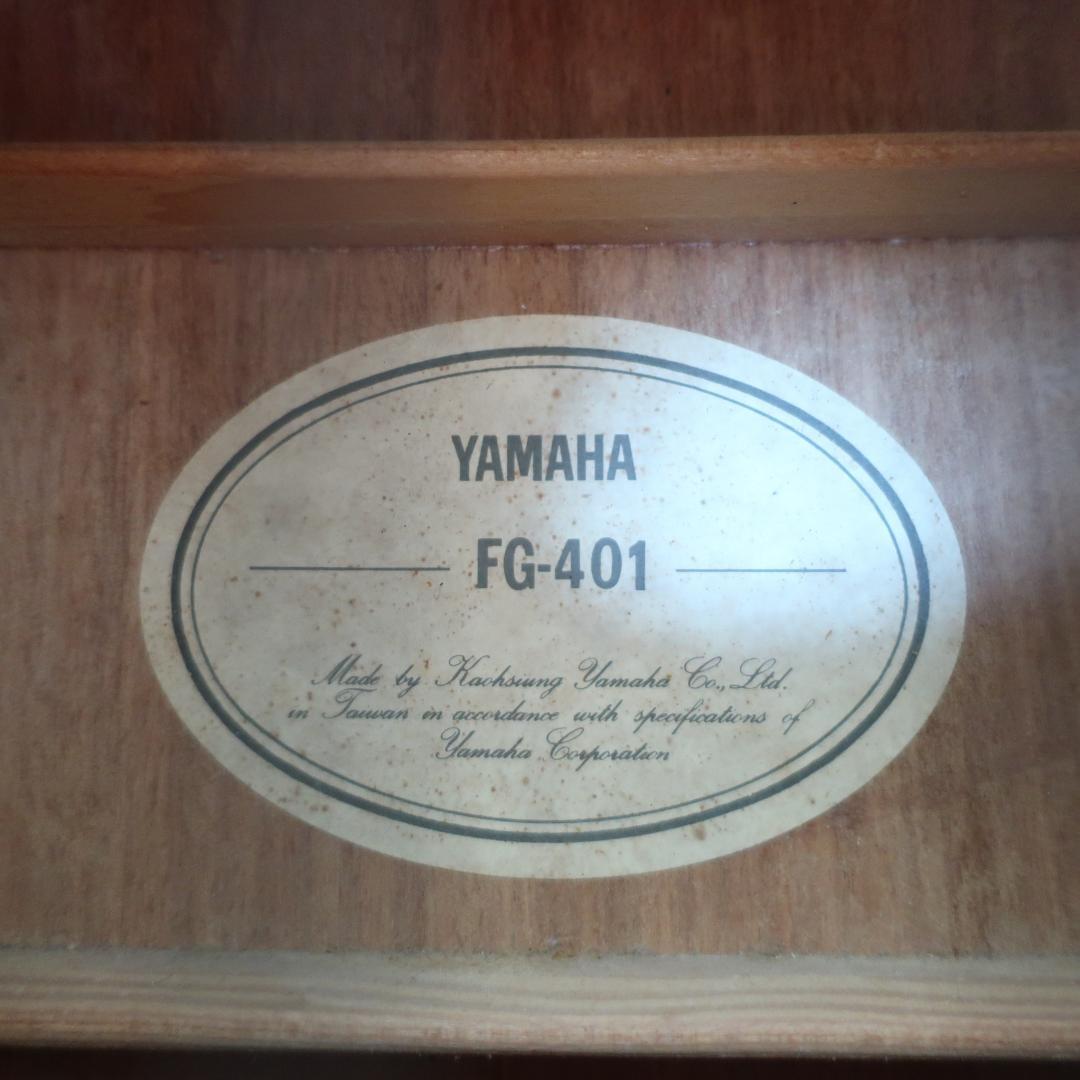 YAMAHA
FG-401
Made by Kaohsiung Yamaha Co., Ltd.
in Taiwan in accordance with specifications of
Yamaha Corporation